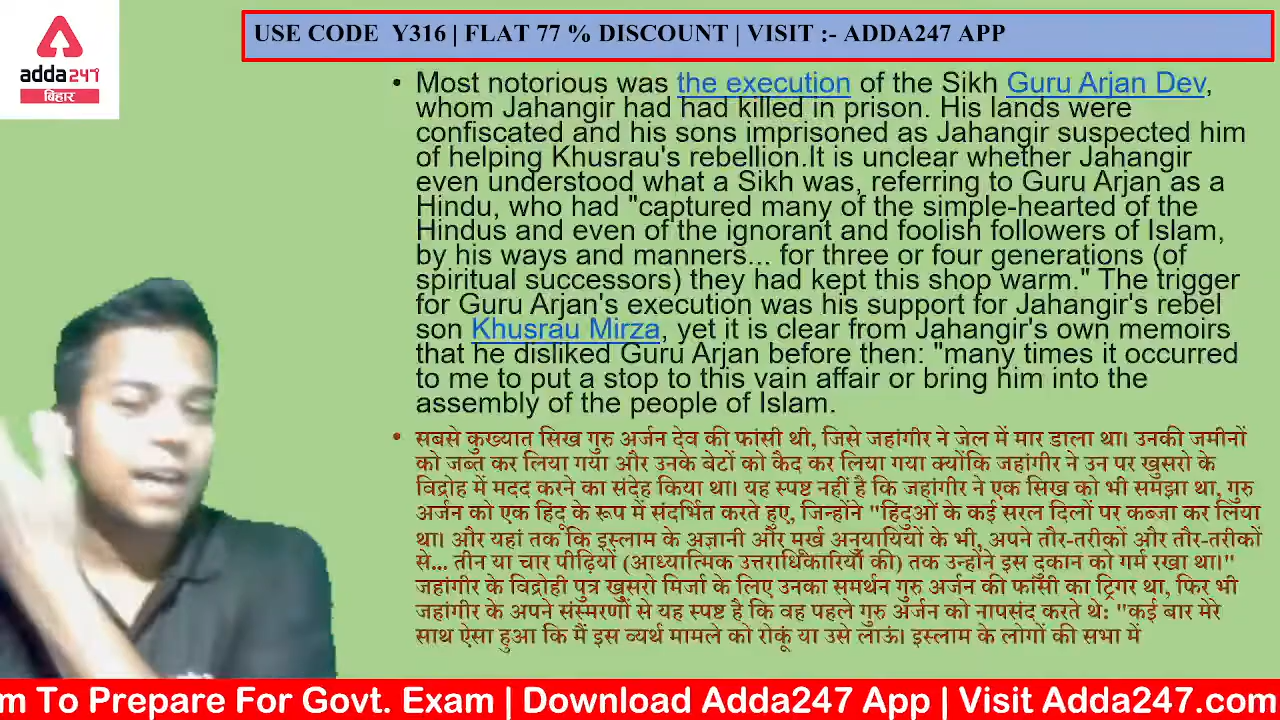 USE CODE Y316 | FLAT 77 % DISCOUNT | VISIT :- ADDA247 APP
adda247
बिहार
• Most notorious was the execution of the Sikh Guru Arjan Dev,
whom Jahangir had had killed in prison. His lands were
confiscated and his sons imprisoned as Jahangir suspected him
of helping Khusrau's rebellion.It is unclear whether Jahangir
even understood what a Sikh was, referring to Guru Arjan as a
Hindu, who had "captured many of the simple-hearted of the
Hindus and even of the ignorant and foolish followers of Islam,
by his ways and manners... for three or four generations (of
spiritual successors) they had kept this shop warm." The trigger
for Guru Arjan's execution was his support for Jahangir's rebel
son Khusrau Mirza, yet it is clear from Jahangir's own memoirs
that he disliked Guru Arjan before then: "many times it occurred
to me to put a stop to this vain affair or bring him into the
assembly of the people of Islam.
• सबसे कुख्यात सिख गुरु अर्जन देव की फांसी थी, जिसे जहांगीर ने जेल में मार डाला था। उनकी जमीनों
को जब्त कर लिया गया और उनके बेटों को कैद कर लिया गया क्योंकि जहांगीर ने उन पर खुसरो के
विद्रोह में मदद करने का संदेह किया था। यह स्पष्ट नहीं है कि जहांगीर ने एक सिख को भी समझा था, गुरु
अर्जन को एक हिंदू के रूप में संदर्भित करते हुए, जिन्होंने "हिंदुओं के कई सरल दिलों पर कब्जा कर लिया
था। और यहां तक कि इस्लाम के अज्ञानी और मूर्ख अनुयायियों के भी, अपने तौर-तरीकों और तौर-तरीकों
से... तीन या चार पीढ़ियों (आध्यात्मिक उत्तराधिकारियों की) तक उन्होंने इस दुकान को गर्म रखा था।"
जहांगीर के विद्रोही पुत्र खुसरो मिर्जा के लिए उनका समर्थन गुरु अर्जन की फांसी का ट्रिगर था, फिर भी
जहांगीर के अपने संस्मरणों से यह स्पष्ट है कि वह पहले गुरु अर्जन को नापसंद करते थे: "कई बार मेरे
साथ ऐसा हुआ कि मैं इस व्यर्थ मामले को रोकूं या उसे लाऊं। इस्लाम के लोगों की सभा में
m To Prepare For Govt. Exam | Download Adda247 App | Visit Adda247.com